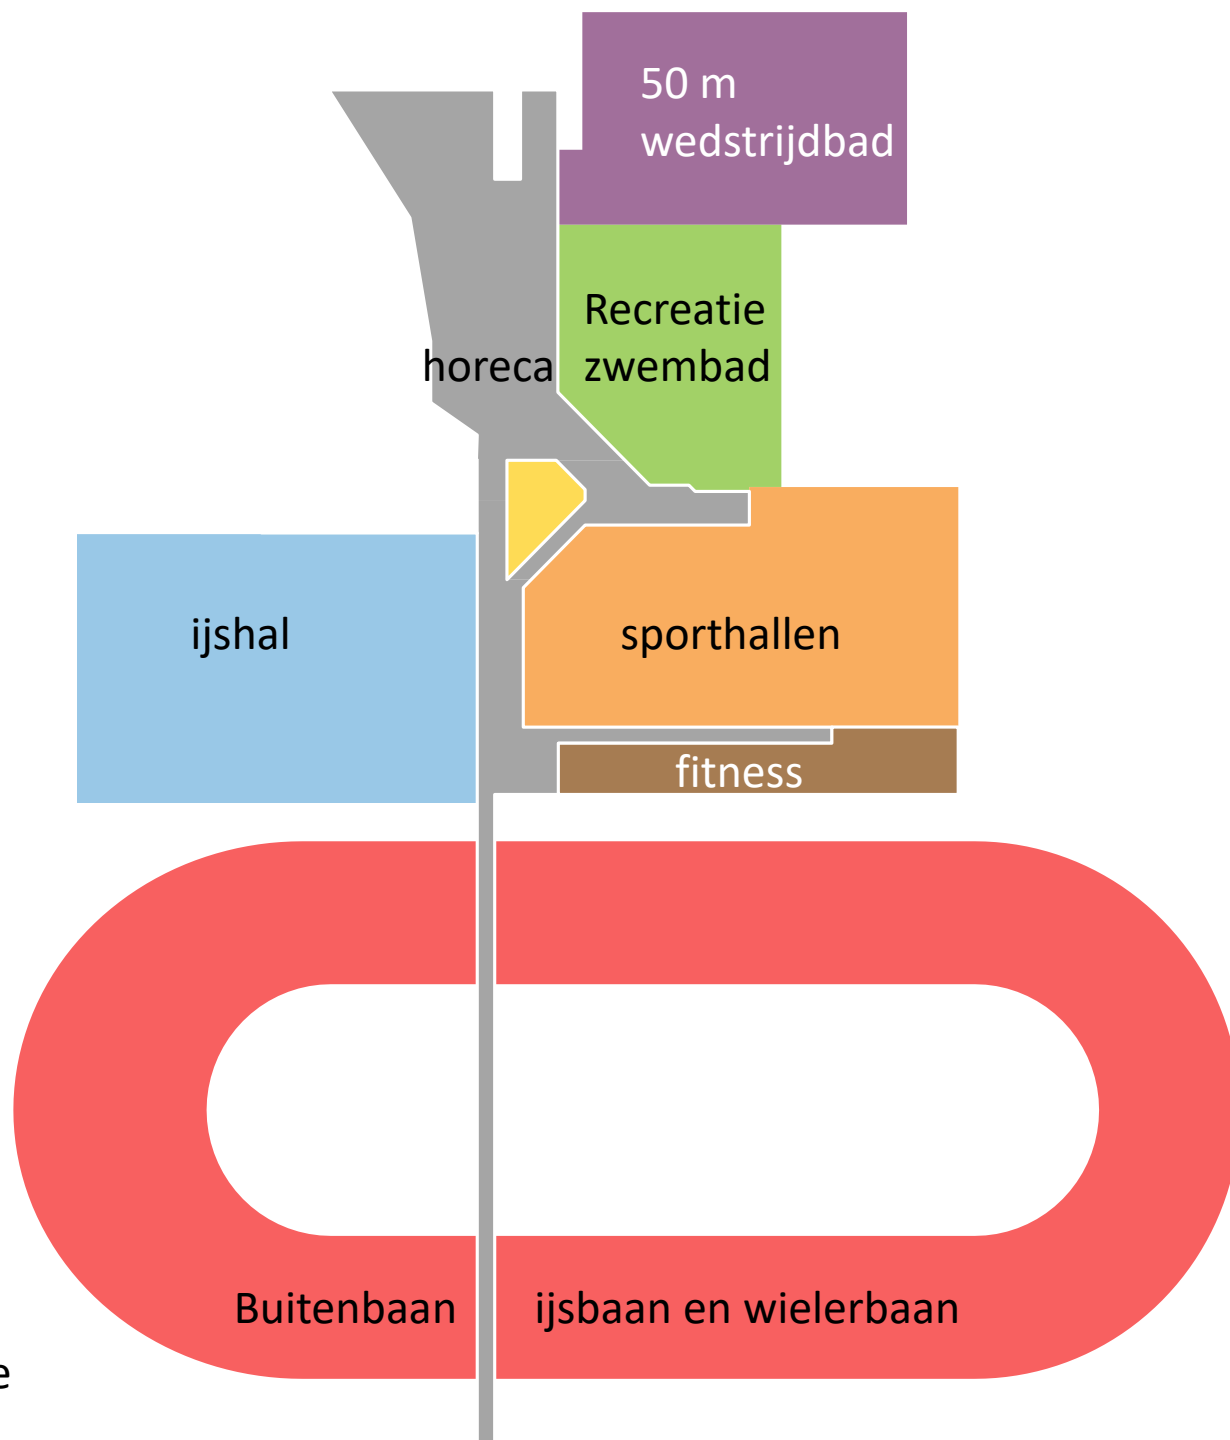 50 m
wedstrijdbad
Recreatie
zwembad
horeca
ijshal
sporthallen
fitness
Buitenbaan
ijsbaan en wielerbaan
e